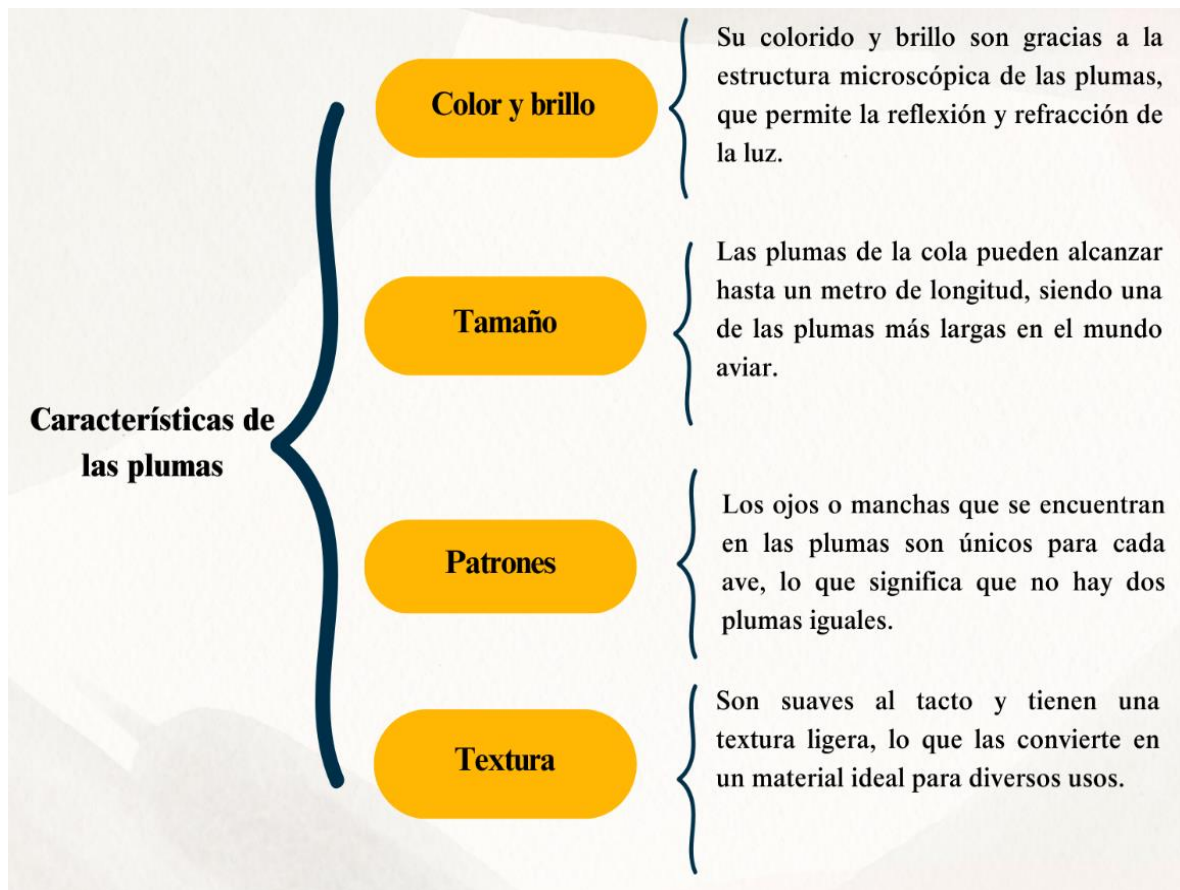 Características de
las plumas
Color y brillo
Su colorido y brillo son gracias a la
estructura microscópica de las plumas,
que permite la reflexión y refracción de
la luz.
Tamaño
Las plumas de la cola pueden alcanzar
hasta un metro de longitud, siendo una
de las plumas más largas en el mundo
aviar.
Patrones
Los ojos o manchas que se encuentran
en las plumas son únicos para cada
ave, lo que significa que no hay dos
plumas iguales.
Textura
Son suaves al tacto y tienen una
textura ligera, lo que las convierte en
un material ideal para diversos usos.